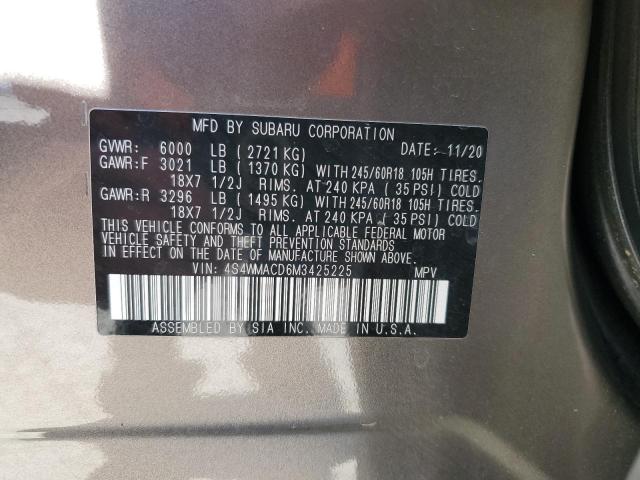 MFD BY SUBARU CORPORATION
GVWR: 6000 LB ( 2721 KG) DATE: 11/20
GAWR:F 3021 LB ( 1370 KG) WITH 245/60R18 105H TIRES.
18X7 1/2J RIMS. AT 240 KPA ( 35 PSI) COLD
GAWR:R 3296 LB ( 1495 KG) WITH 245/60R18 105H TIRES.
18X7 1/2J RIMS. AT 240 KPA ( 35 PSI) COLD
THIS VEHICLE CONFORMS TO ALL APPLICABLE FEDERAL MOTOR
VEHICLE SAFETY AND THEFT PREVENTION STANDARDS
IN EFFECT ON THE DATE OF MANUFACTURE SHOWN ABOVE.
VIN: 4S4WMACD6M3425225 MPV
ASSEMBLED BY SIA INC. MADE IN U.S.A.